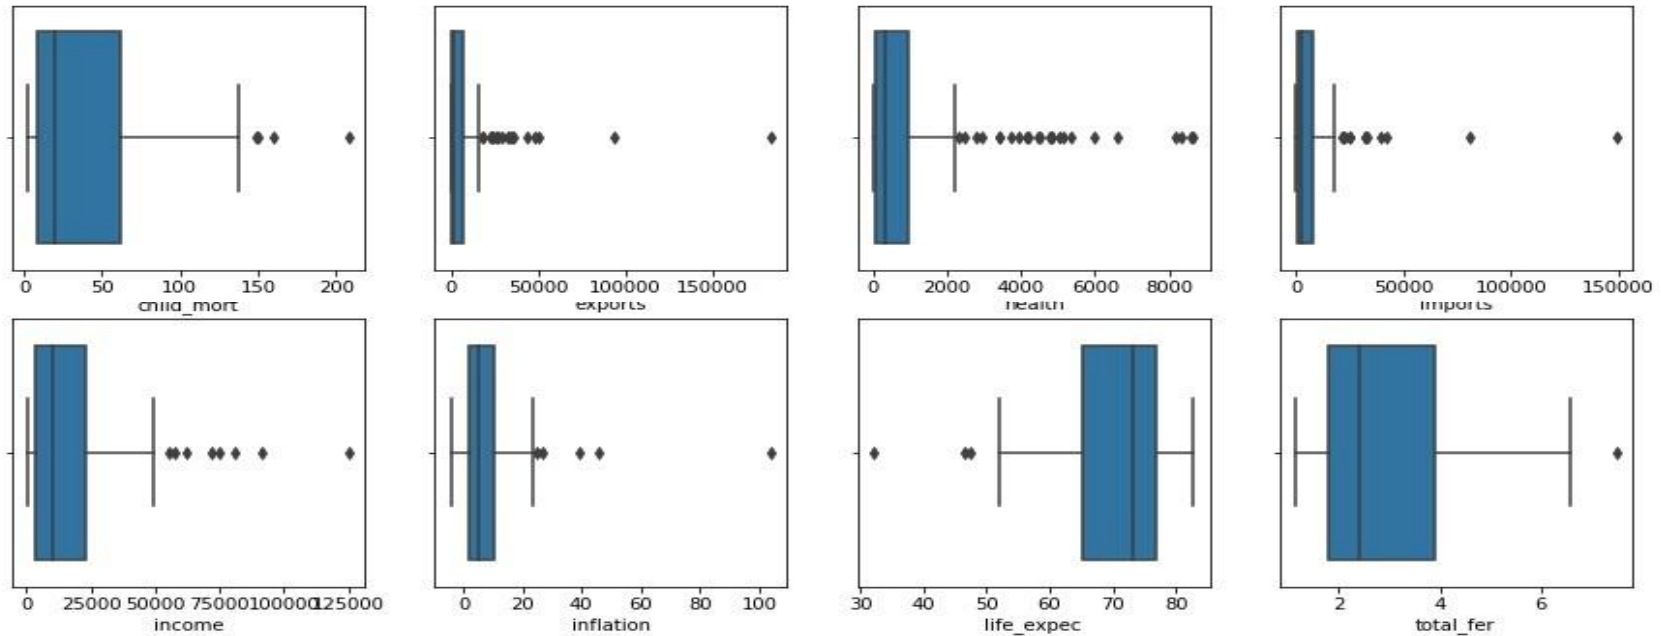 0 50 100 150 200
child_mort
0 50000 100000 150000
exports
0 2000 4000 6000 8000
health
0 50000 100000 150000
imports
0 25000 50000 75000 100000 125000
income
0 20 40 60 80 100
inflation
30 40 50 60 70 80
life_expec
2 4 6
total_fer